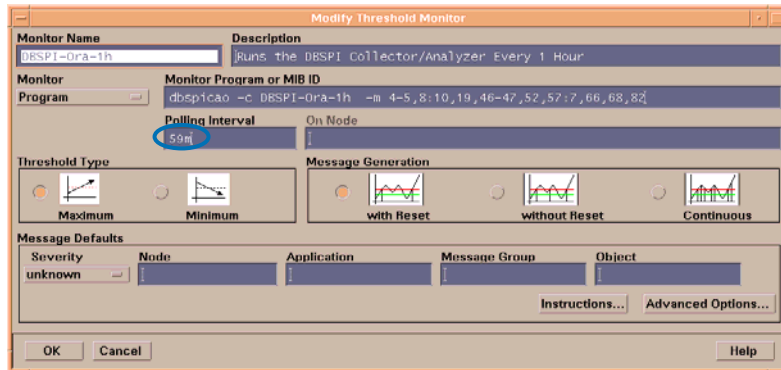 Modify Threshold Monitor
Monitor Name Description
DBSPI-Ora-1h Runs the DBSPI Collector/Analyzer Every 1 Hour
Monitor Monitor Program or MIB ID
Program dbspicao -c DBSPI-Ora-1h -m 4-5,8:10,19,46-47,52,57:7,66,68,82
Polling Interval On Node
59m
Threshold Type Message Generation
Maximum Minimum with Reset without Reset Continuous
Message Defaults
Severity Node Application Message Group Object
unknown
Instructions... Advanced Options...
OK Cancel Help